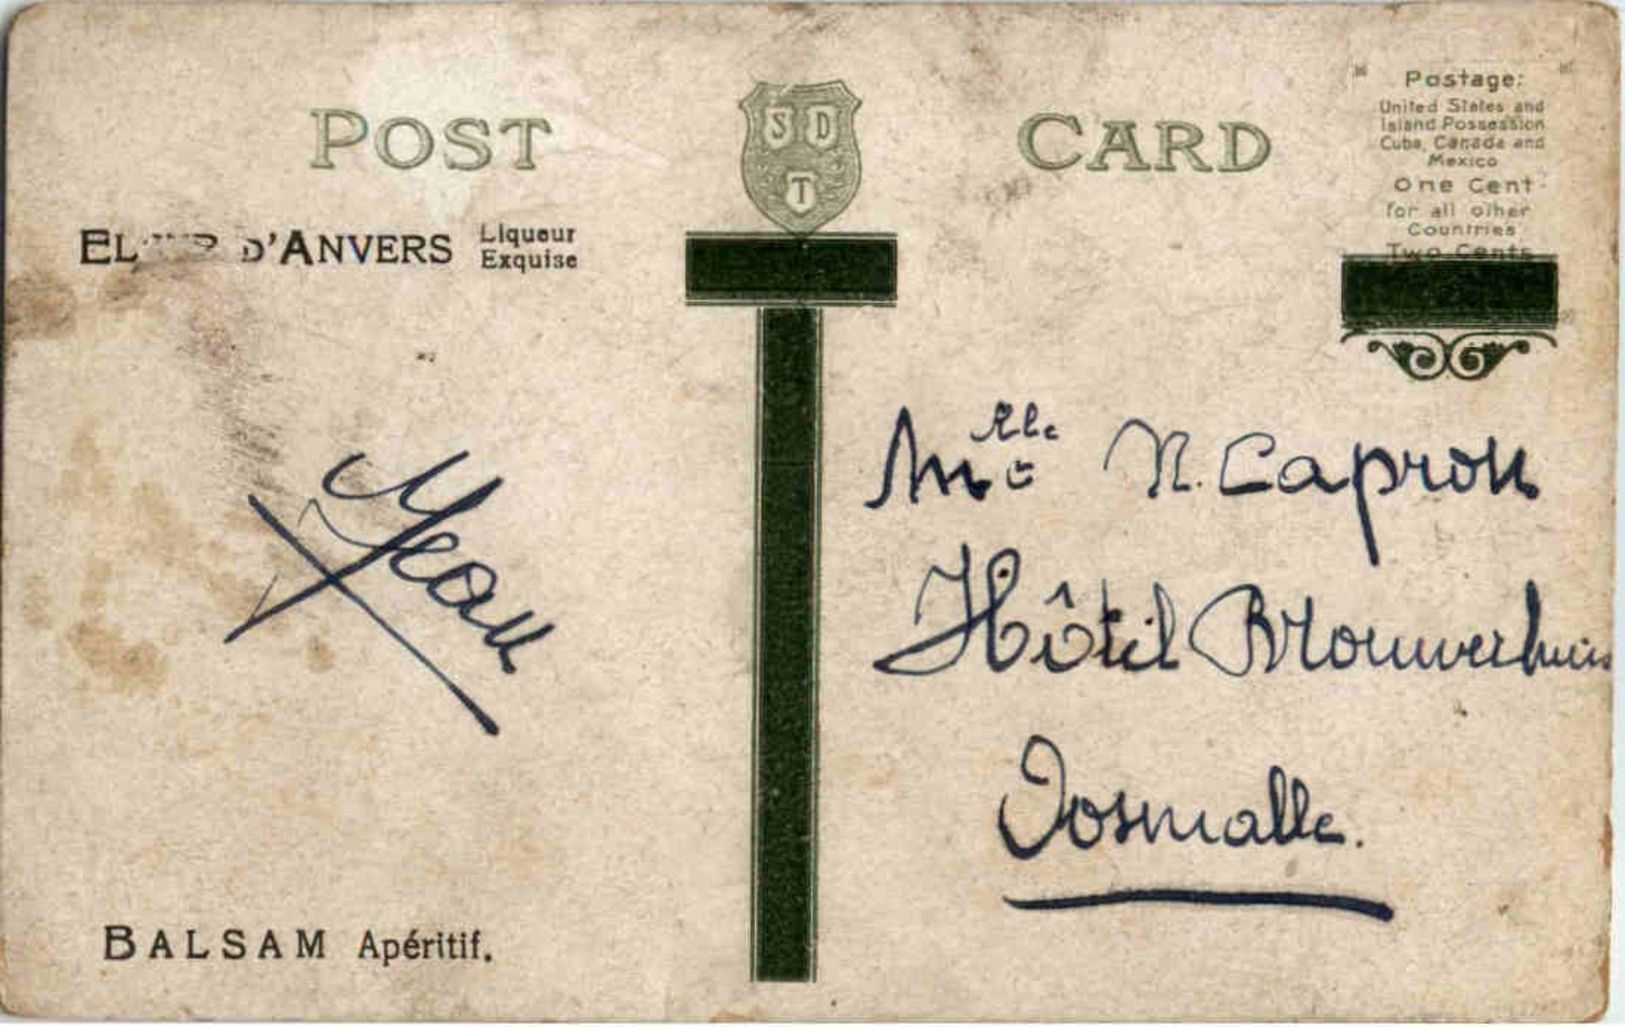 POST CARD
S D
T
Postage:
United States and
Island Possession
Cuba, Canada and
Mexico
One Cent
for all other
Countries
Two Cents
D'ANVERS Liqueur
Exquise
Mlle N. Capron
Hôtel Brouwerhuis
Jean
BALSAM Apéritif.